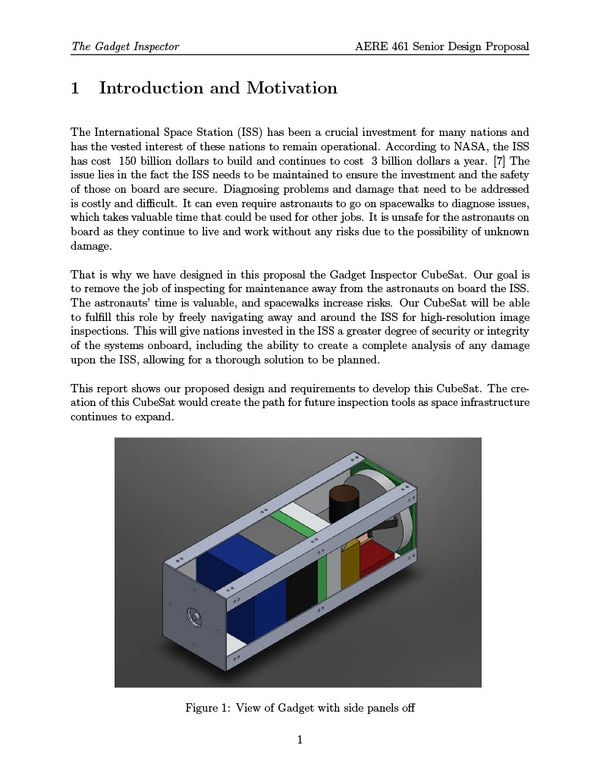 The Gadget Inspector AERE 461 Senior Design Proposal
1 Introduction and Motivation
The International Space Station (ISS) has been a crucial investment for many nations and
has the vested interest of these nations to remain operational. According to NASA, the ISS
has cost 150 billion dollars to build and continues to cost 3 billion dollars a year. [7] The
issue lies in the fact the ISS needs to be maintained to ensure the investment and the safety
of those on board are secure. Diagnosing problems and damage that need to be addressed
is costly and difficult. It can even require astronauts to go on spacewalks to diagnose issues,
which takes valuable time that could be used for other jobs. It is unsafe for the astronauts on
board as they continue to live and work without any risks due to the possibility of unknown
damage.
That is why we have designed in this proposal the Gadget Inspector CubeSat. Our goal is
to remove the job of inspecting for maintenance away from the astronauts on board the ISS.
The astronauts' time is valuable, and spacewalks increase risks. Our CubeSat will be able
to fulfill this role by freely navigating away and around the ISS for high-resolution image
inspections. This will give nations invested in the ISS a greater degree of security or integrity
of the systems onboard, including the ability to create a complete analysis of any damage
upon the ISS, allowing for a thorough solution to be planned.
This report shows our proposed design and requirements to develop this CubeSat. The cre-
ation of this CubeSat would create the path for future inspection tools as space infrastructure
continues to expand.
Figure 1: View of Gadget with side panels off
1